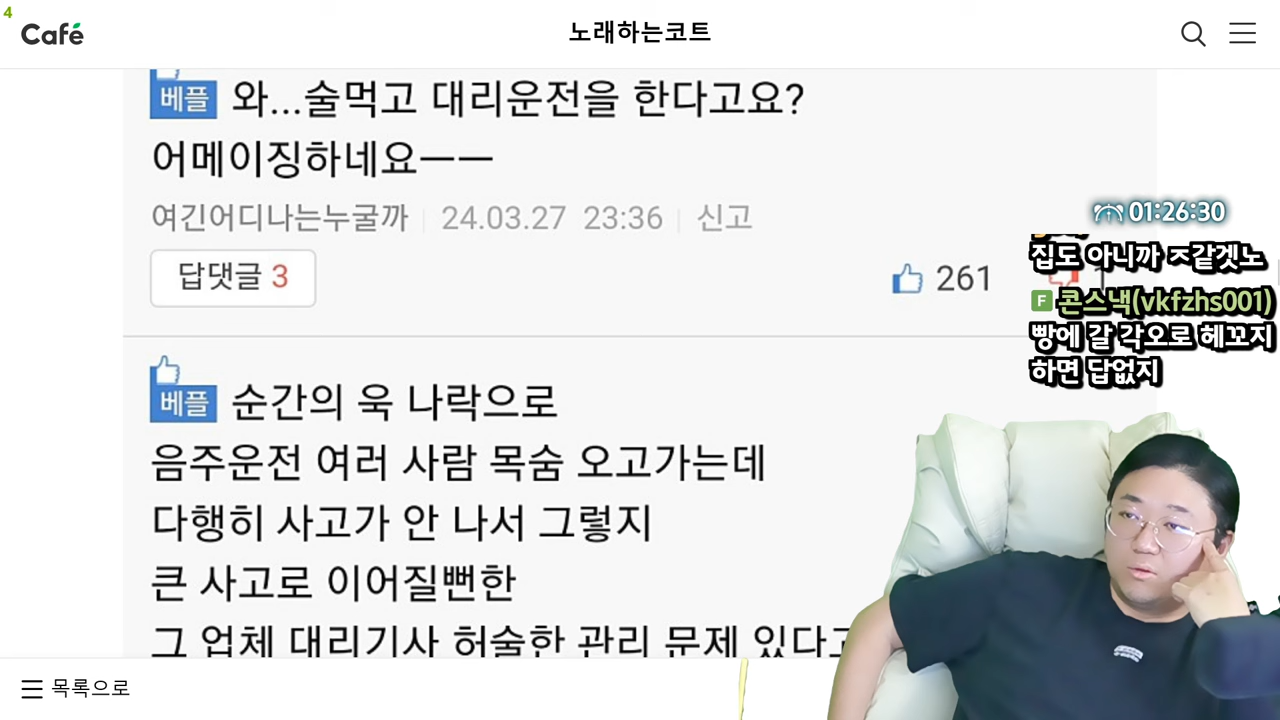 4
Café
노래하는코트
베플 와...술먹고 대리운전을 한다고요?
어메이징하네요ㅡㅡ
여긴어디나는누굴까 24.03.27 23:36 신고
답댓글 3
261
1
베플 순간의 욱 나락으로
음주운전 여러 사람 목숨 오고가는데
다행히 사고가 안 나서 그렇지
큰 사고로 이어질뻔한
그 업체 대리기사 허술한 관리 문제 있다고
목록으로
01:26:30
집도 아니까 ㅈ같겟노
F 콘스낵(vkfzhs001)
빵에 갈 각오로 헤꼬지
하면 답없지